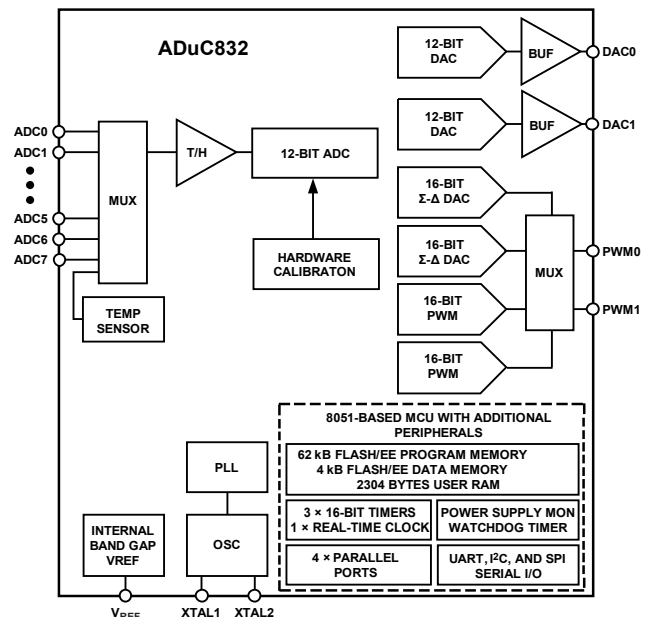 ADuC832
12-BIT
DAC
BUF
DAC0
12-BIT
DAC
BUF
DAC1
ADC0
ADC1
ADC5
ADC6
ADC7
MUX
T/H
12-BIT ADC
HARDWARE
CALIBRATON
TEMP
SENSOR
16-BIT
Σ-Δ DAC
16-BIT
Σ-Δ DAC
16-BIT
PWM
16-BIT
PWM
MUX
PWM0
PWM1
8051-BASED MCU WITH ADDITIONAL
PERIPHERALS
62 kB FLASH/EE PROGRAM MEMORY
4 kB FLASH/EE DATA MEMORY
2304 BYTES USER RAM
3 × 16-BIT TIMERS
1 × REAL-TIME CLOCK
POWER SUPPLY MON
WATCHDOG TIMER
4 × PARALLEL
PORTS
UART, I²C, AND SPI
SERIAL I/O
PLL
OSC
INTERNAL
BAND GAP
VREF
VREF
XTAL1
XTAL2